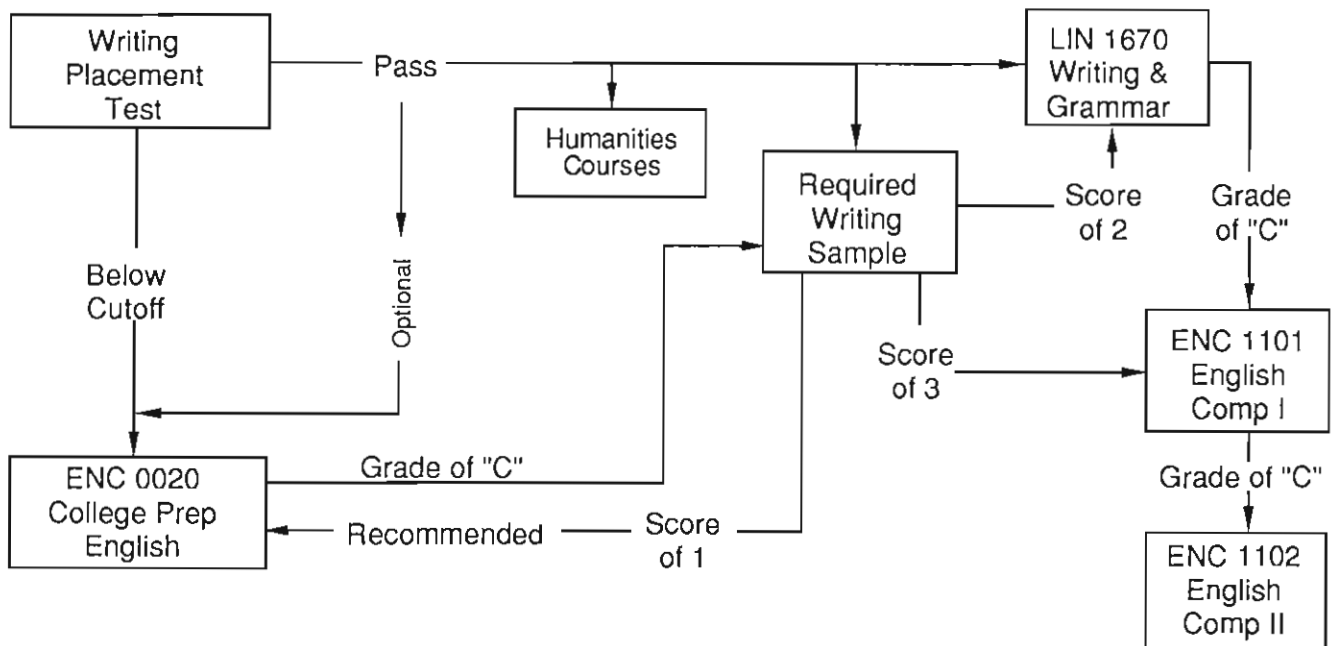 Writing
Placement
Test
Pass
Humanities
Courses
LIN 1670
Writing &
Grammar
Required
Writing
Sample
Score
of 2
Grade
of "C"
Below
Cutoff
Optional
Score
of 3
ENC 1101
English
Comp I
ENC 0020
College Prep
English
Grade of "C"
Recommended
Score
of 1
Grade of "C"
ENC 1102
English
Comp II